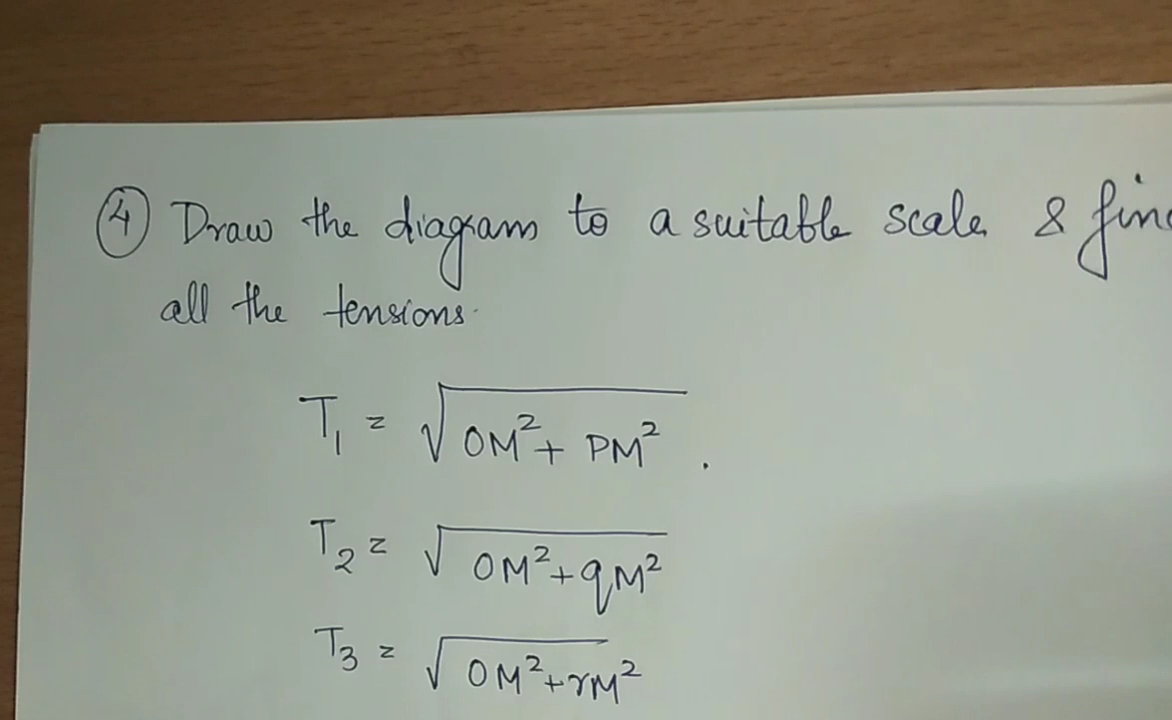 ④ Draw the diagram to a suitable scale & find
all the tensions.
T₁ = √OM² + PM².
T₂ = √OM² + qM²
T₃ = √OM² + rM²